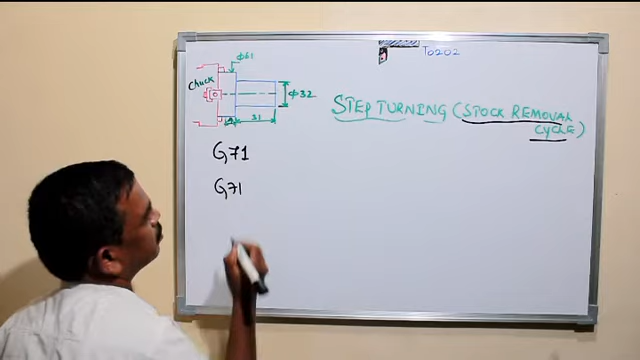 T0202
φ61
Chuck
φ32
31
STEP TURNING (STOCK REMOVAL
CYCLE)
G71
G71